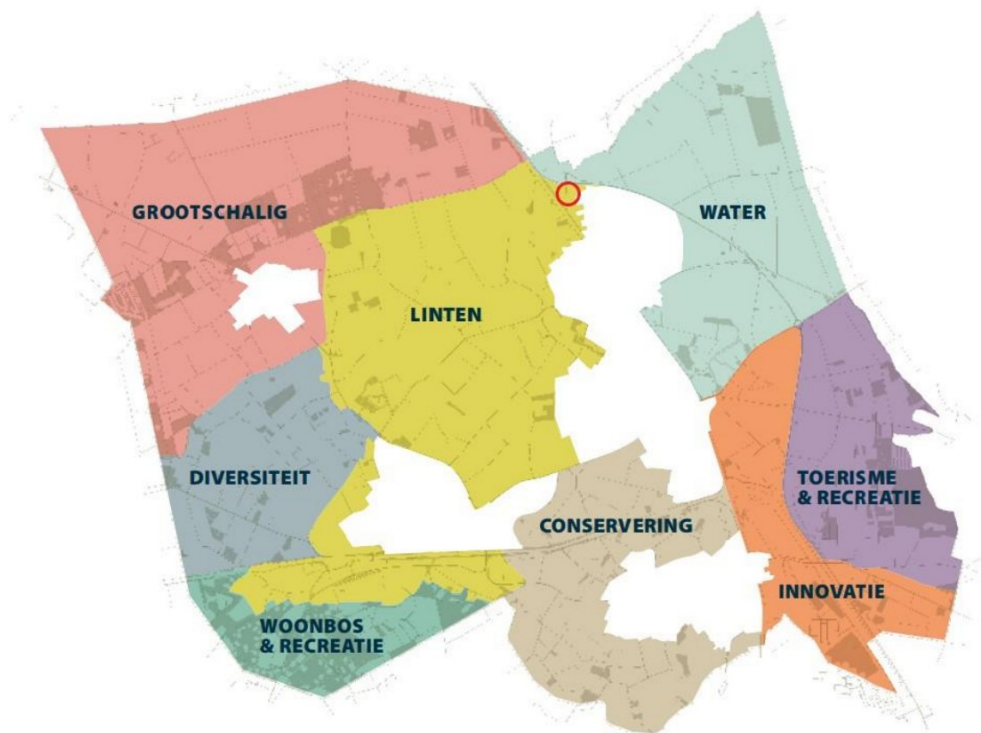 GROOTSCHALIG
WATER
LINTEN
DIVERSITEIT
TOERISME
& RECREATIE
CONSERVERING
INNOVATIE
WOONBOS
& RECREATIE